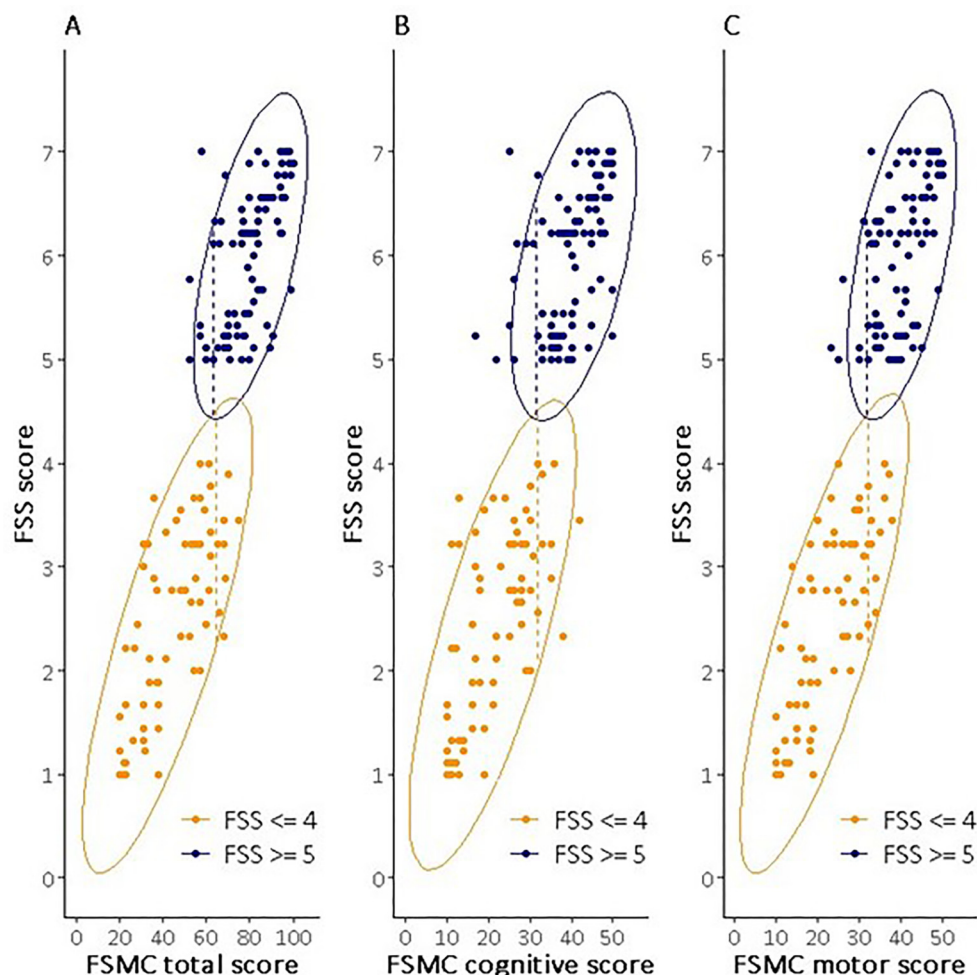 A
B
C
7
6
5
4
3
2
1
0
FSS score
FSS <= 4
FSS >= 5
0 20 40 60 80 100
FSMC total score
7
6
5
4
3
2
1
0
FSS score
FSS <= 4
FSS >= 5
0 10 20 30 40 50
FSMC cognitive score
7
6
5
4
3
2
1
0
FSS score
FSS <= 4
FSS >= 5
0 10 20 30 40 50
FSMC motor score